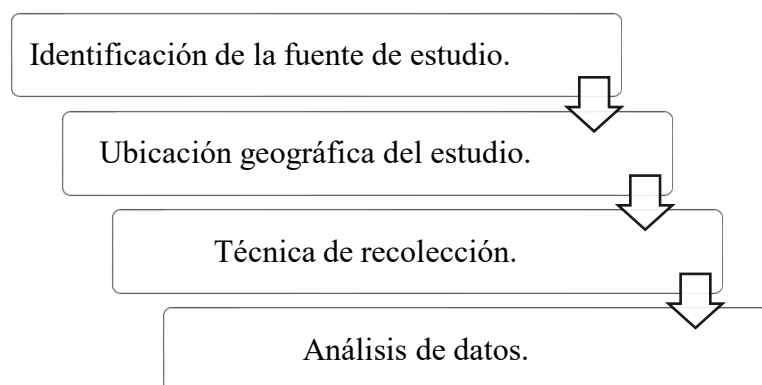 Identificación de la fuente de estudio.
Ubicación geográfica del estudio.
Técnica de recolección.
Análisis de datos.